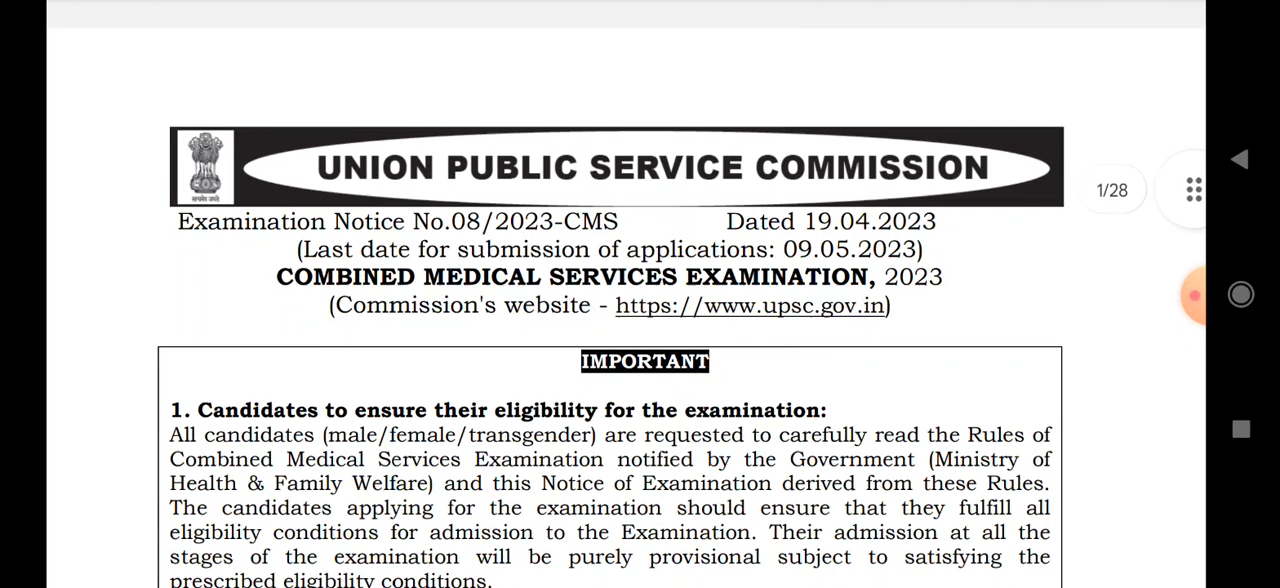 UNION PUBLIC SERVICE COMMISSION
सत्यमेव जयते
Examination Notice No.08/2023-CMS Dated 19.04.2023
(Last date for submission of applications: 09.05.2023)
COMBINED MEDICAL SERVICES EXAMINATION, 2023
(Commission's website - https://www.upsc.gov.in)
1/28
IMPORTANT
1. Candidates to ensure their eligibility for the examination:
All candidates (male/female/transgender) are requested to carefully read the Rules of
Combined Medical Services Examination notified by the Government (Ministry of
Health & Family Welfare) and this Notice of Examination derived from these Rules.
The candidates applying for the examination should ensure that they fulfill all
eligibility conditions for admission to the Examination. Their admission at all the
stages of the examination will be purely provisional subject to satisfying the
prescribed eligibility conditions.